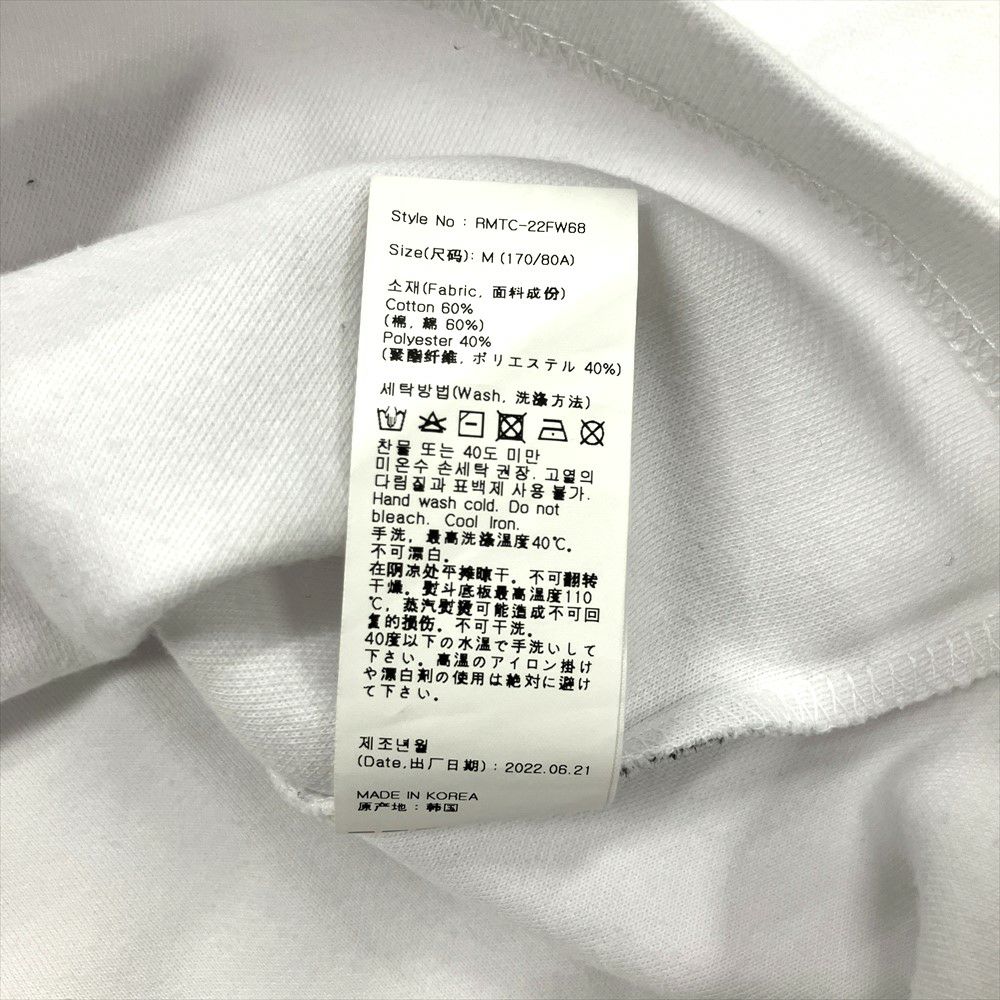 Style No : RMTC-22FW68
Size(尺码): M (170/80A)
소재(Fabric, 面料成份)
Cotton 60%
(棉, 綿 60%)
Polyester 40%
(聚酯纤维, ポリエステル 40%)
세탁방법(Wash, 洗涤方法)
찬물 또는 40도 미만
미온수 손세탁 권장. 고열의
다림질과 표백제 사용 불가.
Hand wash cold. Do not
bleach. Cool Iron.
手洗，最高洗涤温度40℃。
不可漂白。
在阴凉处平摊晾干。不可翻转
干燥。熨斗底板最高温度110
℃，蒸汽熨烫可能造成不可回
复的损伤。不可干洗。
40度以下の水温で手洗いして
下さい。高温のアイロン掛け
や漂白剤の使用は絶対に避け
て下さい。
제조년월
(Date,出厂日期) : 2022.06.21
MADE IN KOREA
原产地 : 韩国